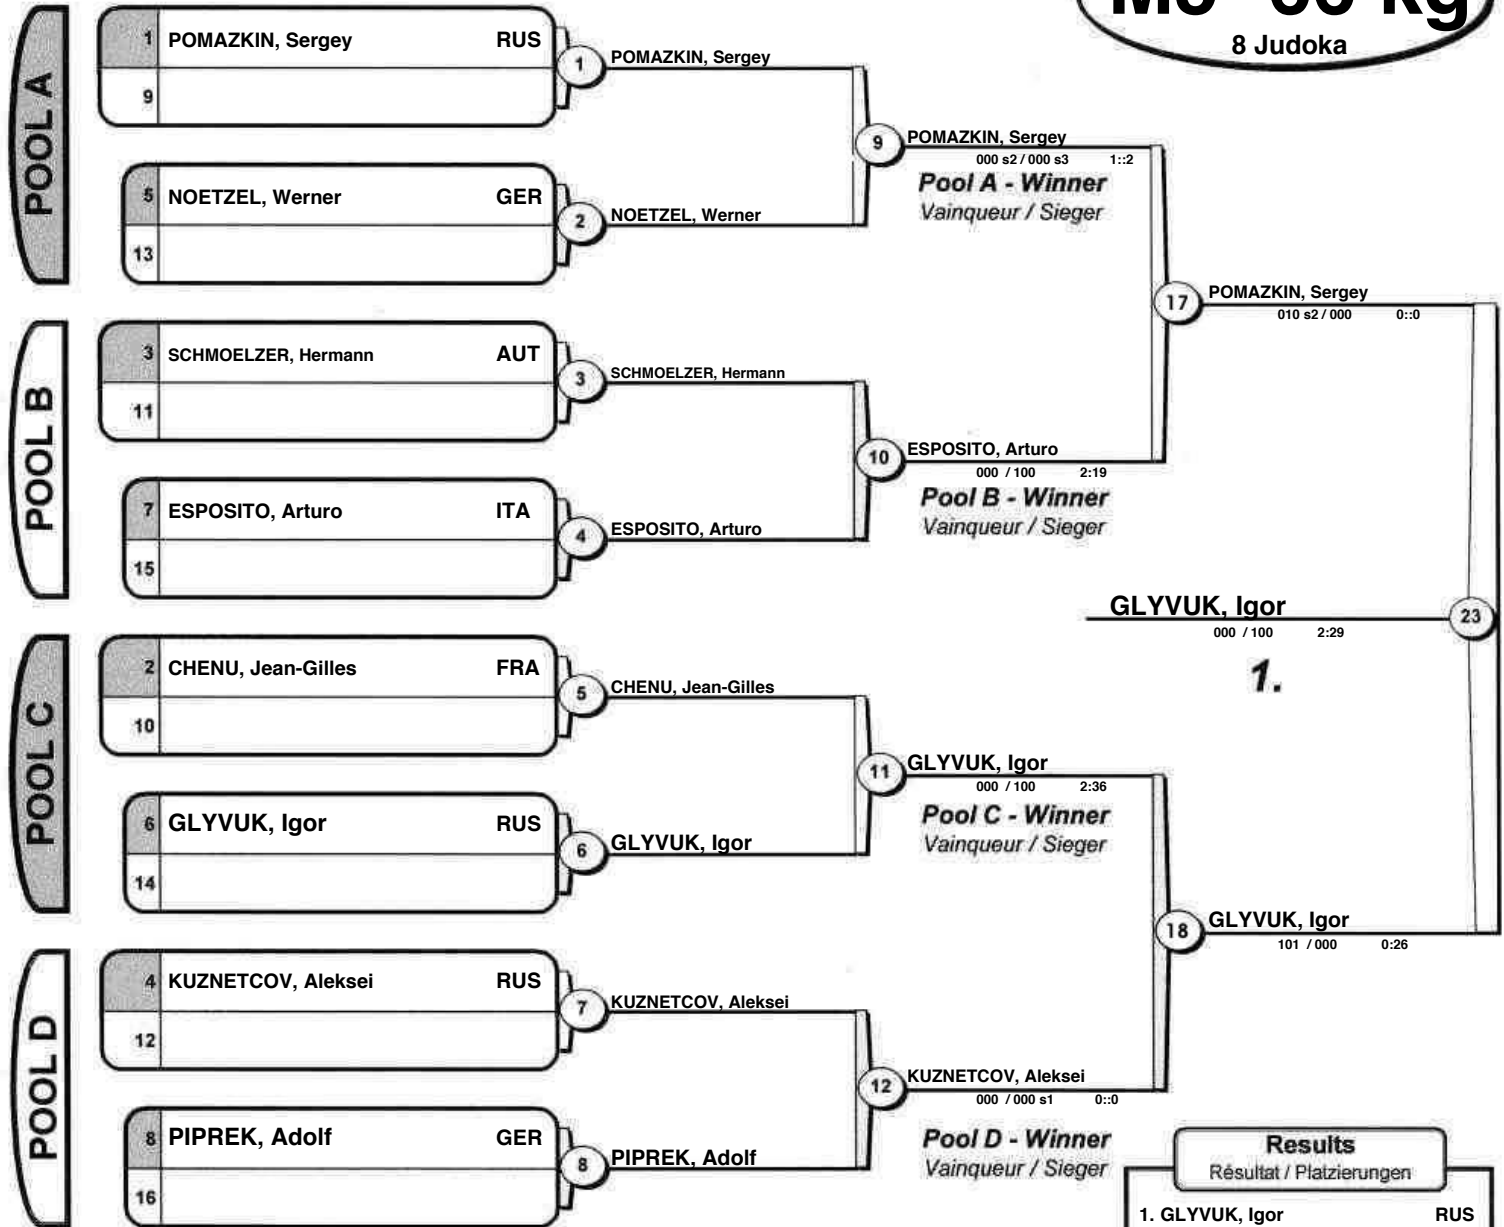 8 Judoka
POOL A
1 POMAZKIN, Sergey RUS
9
1 POMAZKIN, Sergey
5 NOETZEL, Werner GER
13
2 NOETZEL, Werner
9 POMAZKIN, Sergey
000 s2 / 000 s3 1::2
Pool A - Winner
Vainqueur / Sieger
POOL B
3 SCHMOELZER, Hermann AUT
11
3 SCHMOELZER, Hermann
7 ESPOSITO, Arturo ITA
15
4 ESPOSITO, Arturo
10 ESPOSITO, Arturo
000 / 100 2:19
Pool B - Winner
Vainqueur / Sieger
17 POMAZKIN, Sergey
010 s2 / 000 0::0
POOL C
2 CHENU, Jean-Gilles FRA
10
5 CHENU, Jean-Gilles
6 GLYVUK, Igor RUS
14
6 GLYVUK, Igor
11 GLYVUK, Igor
000 / 100 2:36
Pool C - Winner
Vainqueur / Sieger
POOL D
4 KUZNETCOV, Aleksei RUS
12
7 KUZNETCOV, Aleksei
8 PIPREK, Adolf GER
16
8 PIPREK, Adolf
12 KUZNETCOV, Aleksei
000 / 000 s1 0::0
Pool D - Winner
Vainqueur / Sieger
18 GLYVUK, Igor
101 / 000 0:26
GLYVUK, Igor 23
000 / 100 2:29
1.
Results
Résultat / Platzierungen
1. GLYVUK, Igor RUS